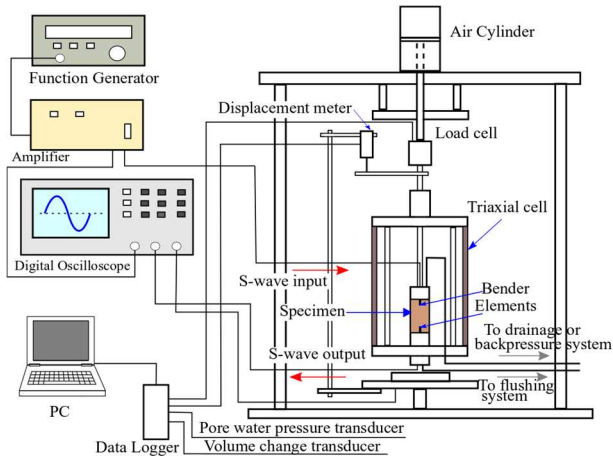 Air Cylinder
Function Generator
Displacement meter
Load cell
Amplifier
Triaxial cell
Digital Oscilloscope
S-wave input
Bender
Elements
Specimen
To drainage or
backpressure system
S-wave output
To flushing
system
PC
Data Logger
Pore water pressure transducer
Volume change transducer